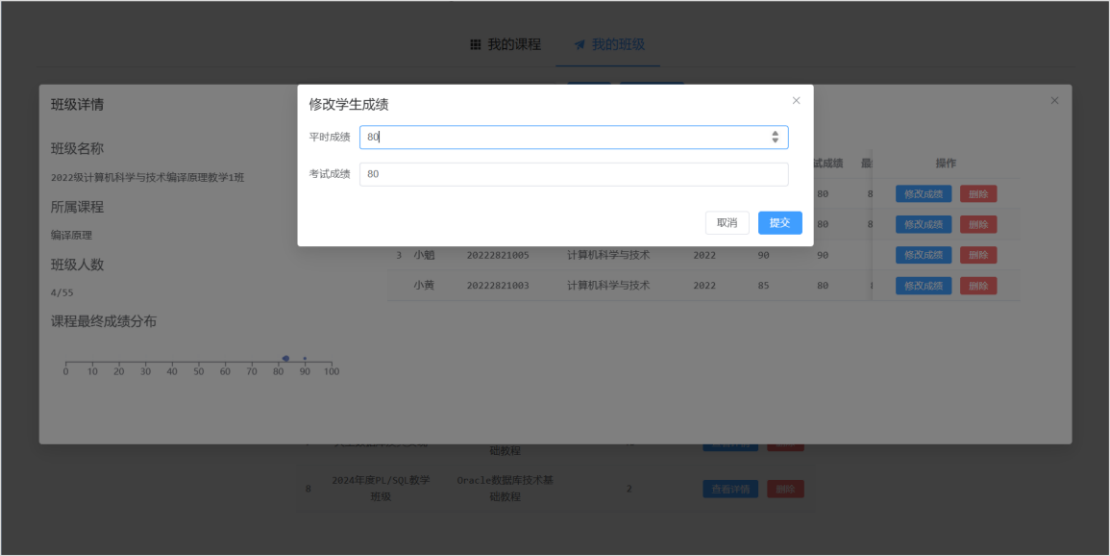 我的课程 我的班级
班级详情
修改学生成绩
平时成绩 80
考试成绩 80
取消 提交
班级名称
2022级计算机科学与技术编译原理教学1班
所属课程
编译原理
班级人数
4/55
课程最终成绩分布
0 10 20 30 40 50 60 70 80 90 100
试成绩 最 操作
80 8 修改成绩 删除
80 8 修改成绩 删除
3 小魈 20222821005 计算机科学与技术 2022 90 90 修改成绩 删除
小黄 20222821003 计算机科学与技术 2022 85 80 修改成绩 删除
础教程
8 2024年度PL/SQL教学班级 Oracle数据库技术基础教程 2 查看详情 删除